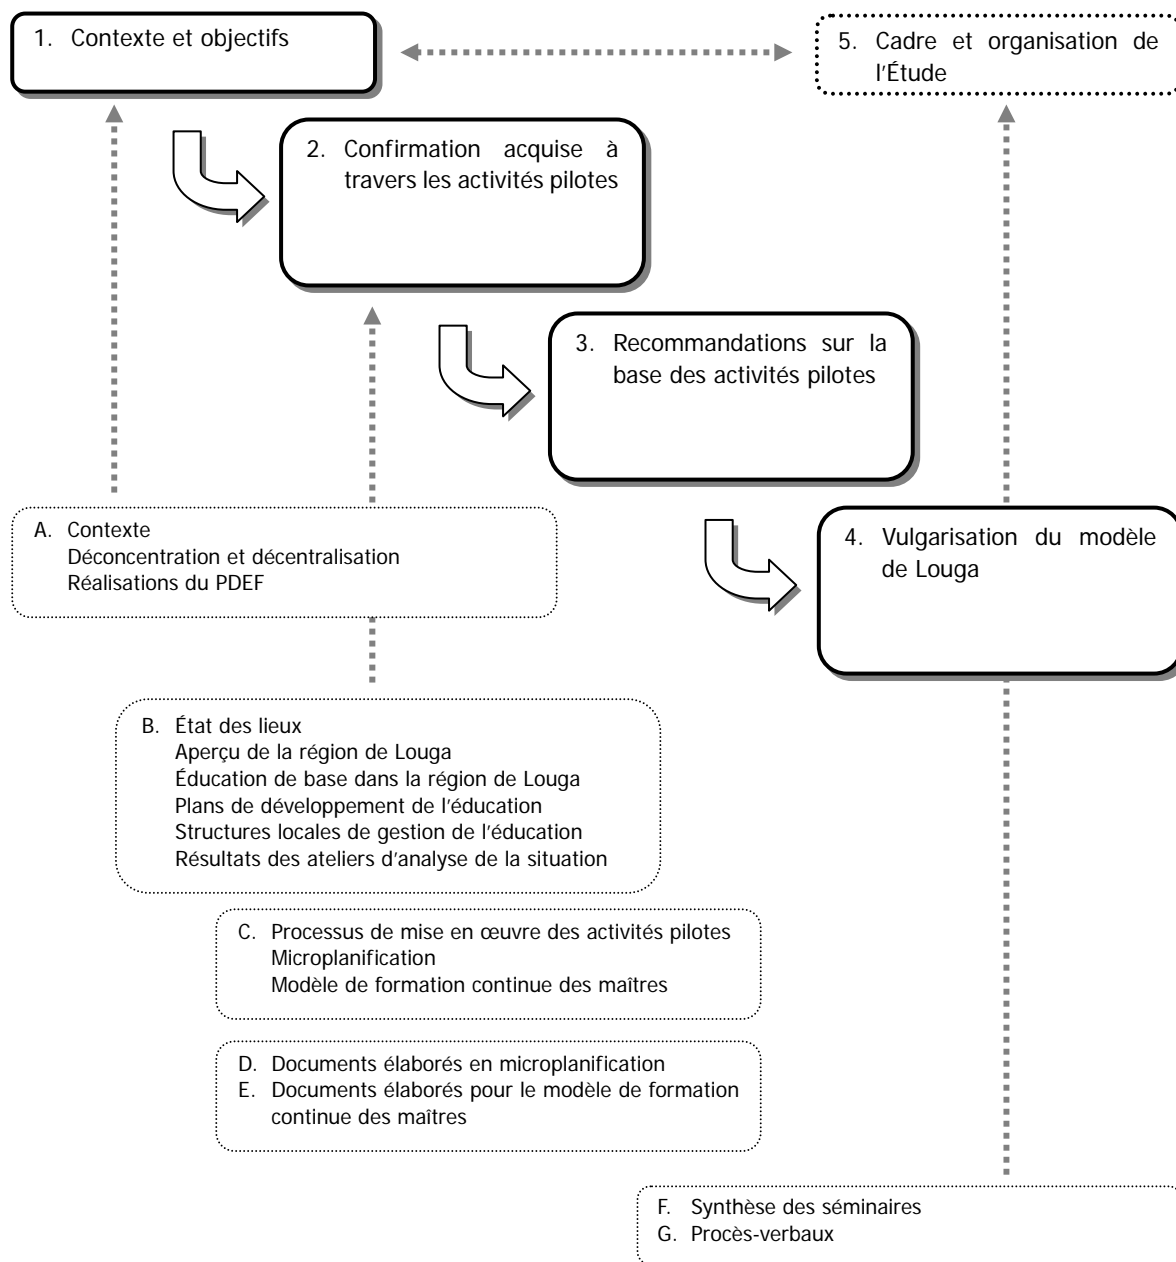 1. Contexte et objectifs
5. Cadre et organisation de
l'Étude
2. Confirmation acquise à
travers les activités pilotes
3. Recommandations sur la
base des activités pilotes
A. Contexte
Déconcentration et décentralisation
Réalisations du PDEF
4. Vulgarisation du modèle
de Louga
B. État des lieux
Aperçu de la région de Louga
Éducation de base dans la région de Louga
Plans de développement de l'éducation
Structures locales de gestion de l'éducation
Résultats des ateliers d'analyse de la situation
C. Processus de mise en œuvre des activités pilotes
Microplanification
Modèle de formation continue des maîtres
D. Documents élaborés en microplanification
E. Documents élaborés pour le modèle de formation
continue des maîtres
F. Synthèse des séminaires
G. Procès-verbaux